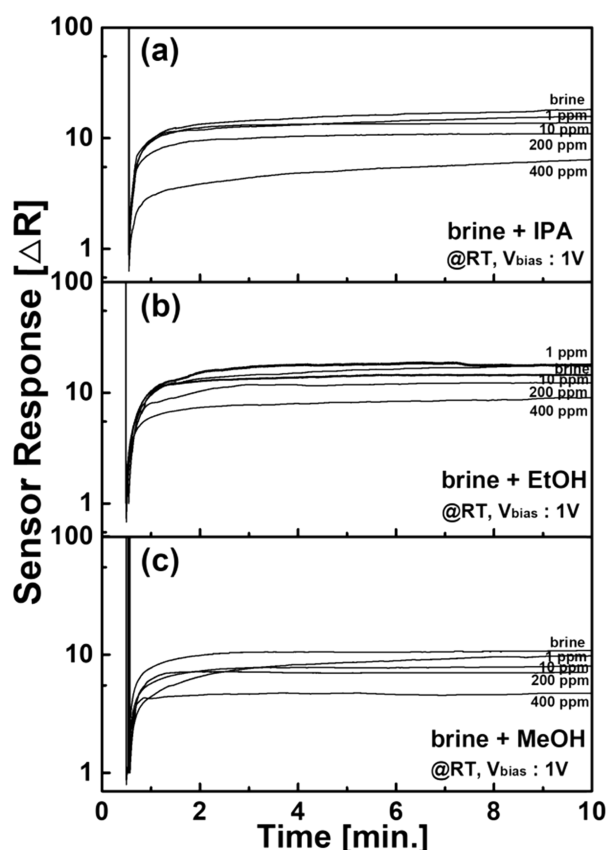 Sensor Response [△R]
100
10
1
(a)
brine
1 ppm
10 ppm
200 ppm
400 ppm
brine + IPA
@RT, Vbias : 1V
100
10
1
(b)
1 ppm
brine
10 ppm
200 ppm
400 ppm
brine + EtOH
@RT, Vbias : 1V
100
10
1
(c)
brine
1 ppm
10 ppm
200 ppm
400 ppm
brine + MeOH
@RT, Vbias : 1V
0 2 4 6 8 10
Time [min.]